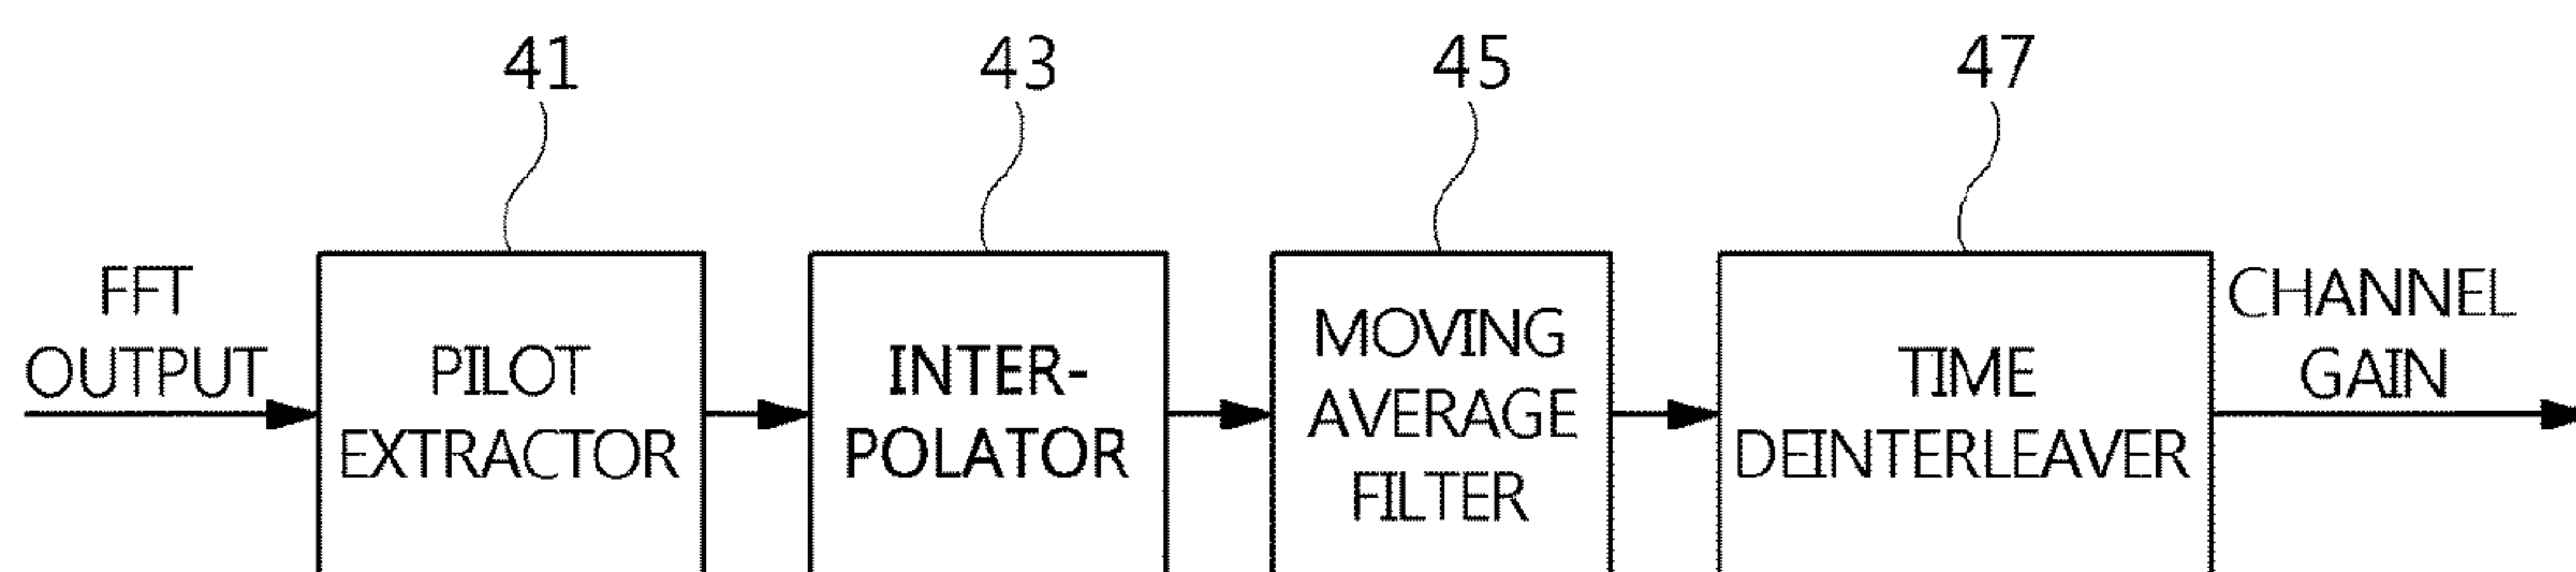 41
43
45
47
FFT
OUTPUT
PILOT
EXTRACTOR
INTER-
POLATOR
MOVING
AVERAGE
FILTER
TIME
DEINTERLEAVER
CHANNEL
GAIN